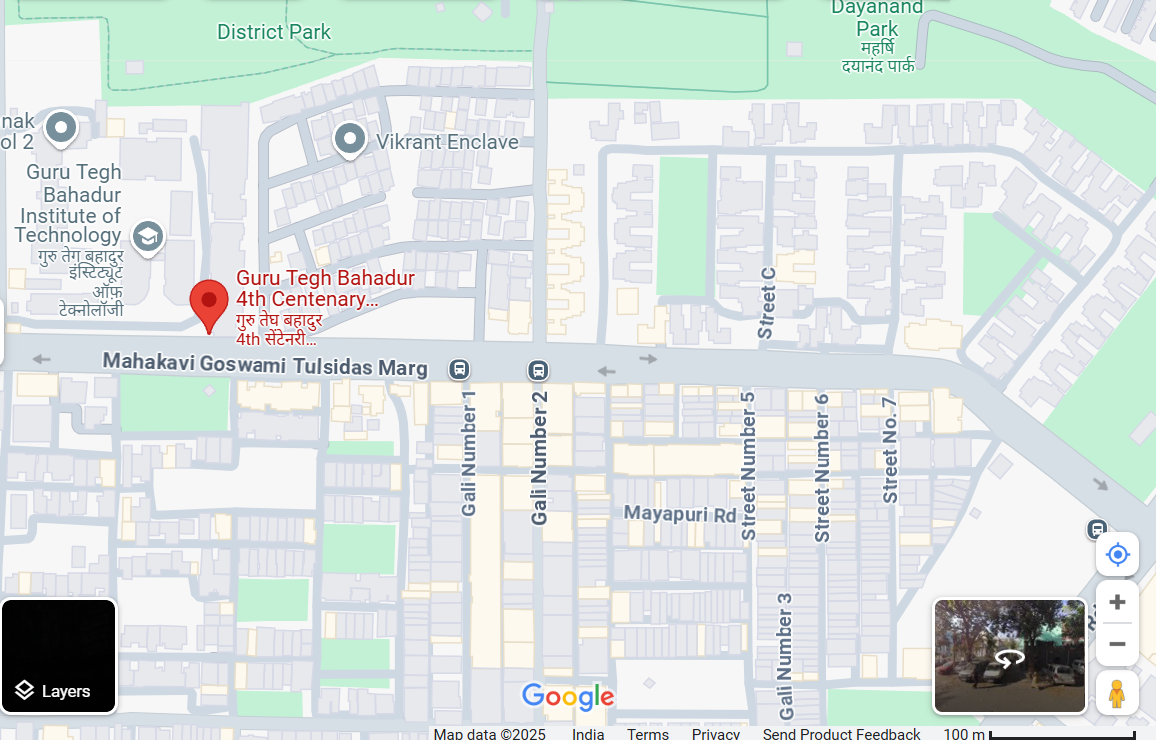 District Park
Dayanand
Park
महर्षि
दयानंद पार्क
nak
ol 2
Vikrant Enclave
Guru Tegh
Bahadur
Institute of
Technology
गुरु तेग बहादुर
इंस्टिट्यूट
ऑफ़
टेक्नोलॉजी
Guru Tegh Bahadur
4th Centenary...
गुरु तेघ बहादुर
4th सेंटेनरी...
Street C
Mahakavi Goswami Tulsidas Marg
Gali Number 1
Gali Number 2
Street Number 5
Street Number 6
Street No. 7
Mayapuri Rd
Gali Number 3
Layers
Google
Map data ©2025 India Terms Privacy Send Product Feedback 100 m